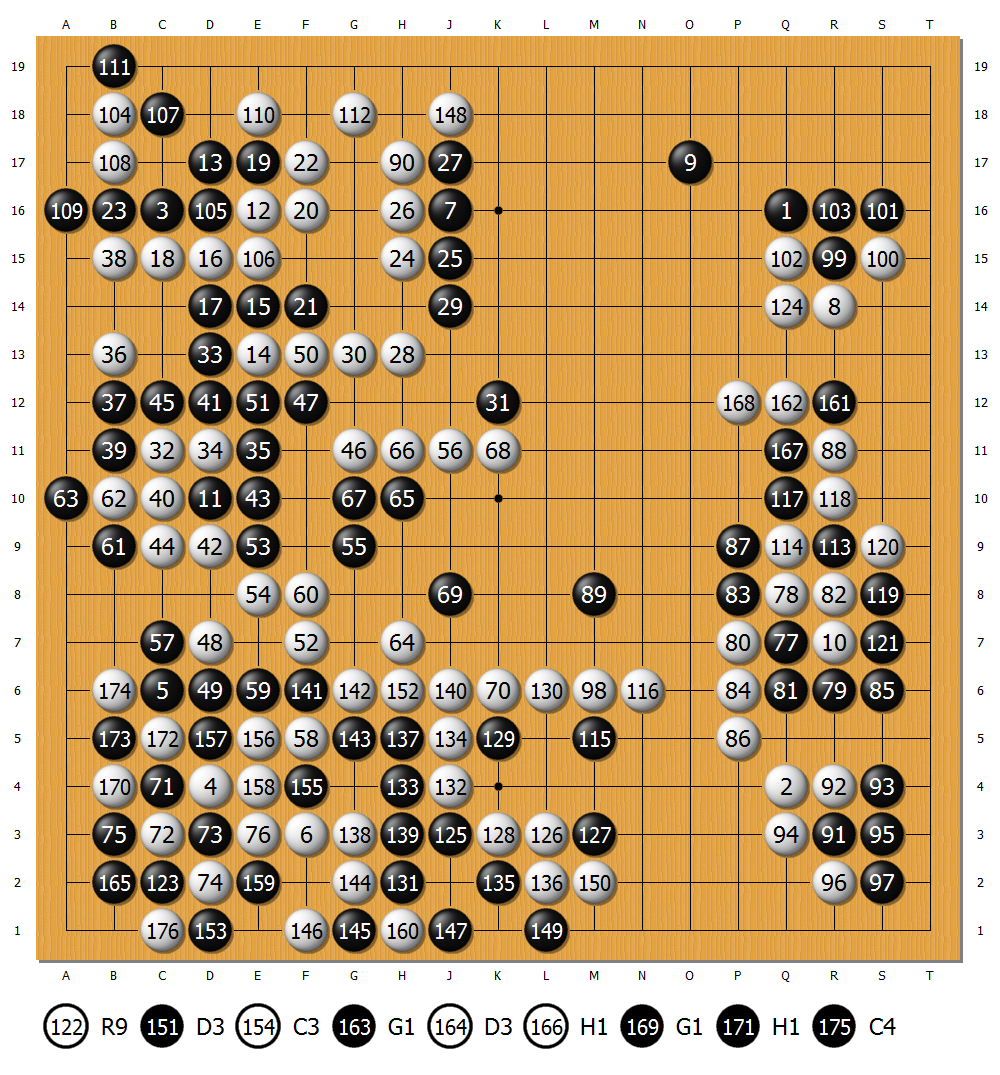 A B C D E F G H J K L M N O P Q R S T
19 111 19
18 104 107 110 112 148 18
17 108 13 19 22 90 27 9 17
16 109 23 3 105 12 20 26 7 1 103 101 16
15 38 18 16 106 24 25 102 99 100 15
14 17 15 21 29 124 8 14
13 36 33 14 50 30 28 13
12 37 45 41 51 47 31 168 162 161 12
11 39 32 34 35 46 66 56 68 167 88 11
10 63 62 40 11 43 67 65 117 118 10
9 61 44 42 53 55 87 114 113 120 9
8 54 60 69 89 83 78 82 119 8
7 57 48 52 64 80 77 10 121 7
6 174 5 49 59 141 142 152 140 70 130 98 116 84 81 79 85 6
5 173 172 157 156 58 143 137 134 129 115 86 5
4 170 71 4 158 155 133 132 2 92 93 4
3 75 72 73 76 6 138 139 125 128 126 127 94 91 95 3
2 165 123 74 159 144 131 135 136 150 96 97 2
1 176 153 146 145 160 147 149 1
A B C D E F G H J K L M N O P Q R S T
122 R9 151 D3 154 C3 163 G1 164 D3 166 H1 169 G1 171 H1 175 C4